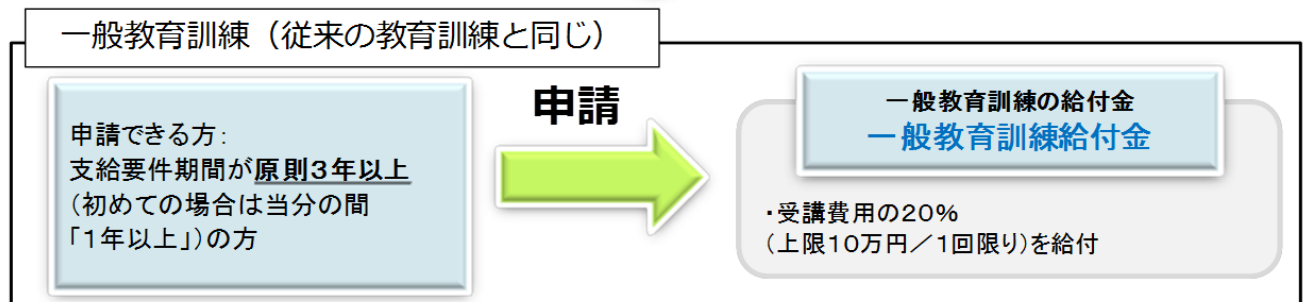 一般教育訓練（従来の教育訓練と同じ）
申請できる方：
支給要件期間が原則３年以上
（初めての場合は当分の間
「１年以上」）の方
申請
一般教育訓練の給付金
一般教育訓練給付金
・受講費用の２０％
（上限１０万円／１回限り）を給付